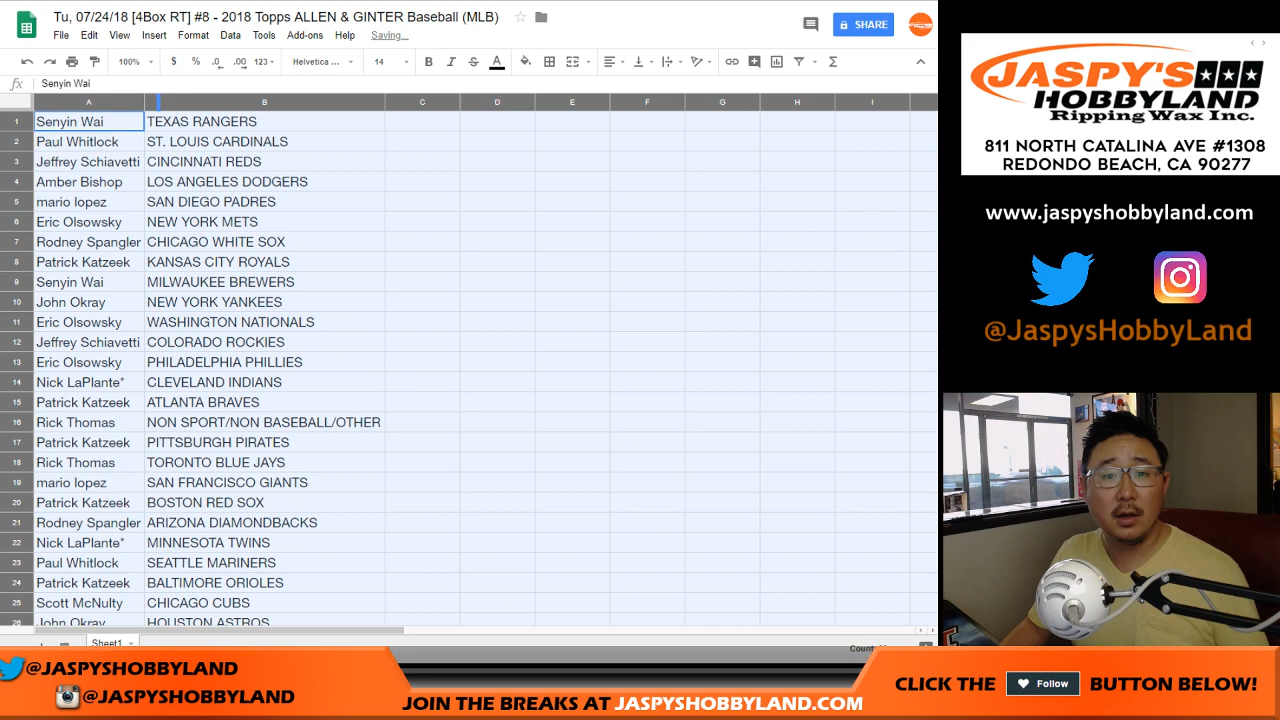 Tu, 07/24/18 [4Box RT] #8 - 2018 Topps ALLEN & GINTER Baseball (MLB)
File Edit View Insert Format Data Tools Add-ons Help Saving...
SHARE
100% $ % .0 .00 123 Helvetica ... 14 B I S A
fx Senyin Wai
A B C D E F G H I
1 Senyin Wai TEXAS RANGERS
2 Paul Whitlock ST. LOUIS CARDINALS
3 Jeffrey Schiavetti CINCINNATI REDS
4 Amber Bishop LOS ANGELES DODGERS
5 mario lopez SAN DIEGO PADRES
6 Eric Olsowsky NEW YORK METS
7 Rodney Spangler CHICAGO WHITE SOX
8 Patrick Katzeek KANSAS CITY ROYALS
9 Senyin Wai MILWAUKEE BREWERS
10 John Okray NEW YORK YANKEES
11 Eric Olsowsky WASHINGTON NATIONALS
12 Jeffrey Schiavetti COLORADO ROCKIES
13 Eric Olsowsky PHILADELPHIA PHILLIES
14 Nick LaPlante* CLEVELAND INDIANS
15 Patrick Katzeek ATLANTA BRAVES
16 Rick Thomas NON SPORT/NON BASEBALL/OTHER
17 Patrick Katzeek PITTSBURGH PIRATES
18 Rick Thomas TORONTO BLUE JAYS
19 mario lopez SAN FRANCISCO GIANTS
20 Patrick Katzeek BOSTON RED SOX
21 Rodney Spangler ARIZONA DIAMONDBACKS
22 Nick LaPlante* MINNESOTA TWINS
23 Paul Whitlock SEATTLE MARINERS
24 Patrick Katzeek BALTIMORE ORIOLES
25 Scott McNulty CHICAGO CUBS
26 John Okray HOUSTON ASTROS
Sheet1
JASPY'S
HOBBYLAND
Ripping Wax Inc.
811 NORTH CATALINA AVE #1308
REDONDO BEACH, CA 90277
www.jaspyshobbyland.com
@JaspysHobbyLand
@JASPYSHOBBYLAND
@JASPYSHOBBYLAND
JOIN THE BREAKS AT JASPYSHOBBYLAND.COM
CLICK THE Follow BUTTON BELOW!